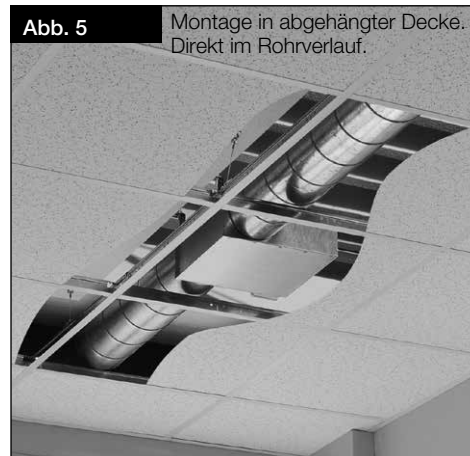 Abb. 5
Montage in abgehängter Decke.
Direkt im Rohrverlauf.